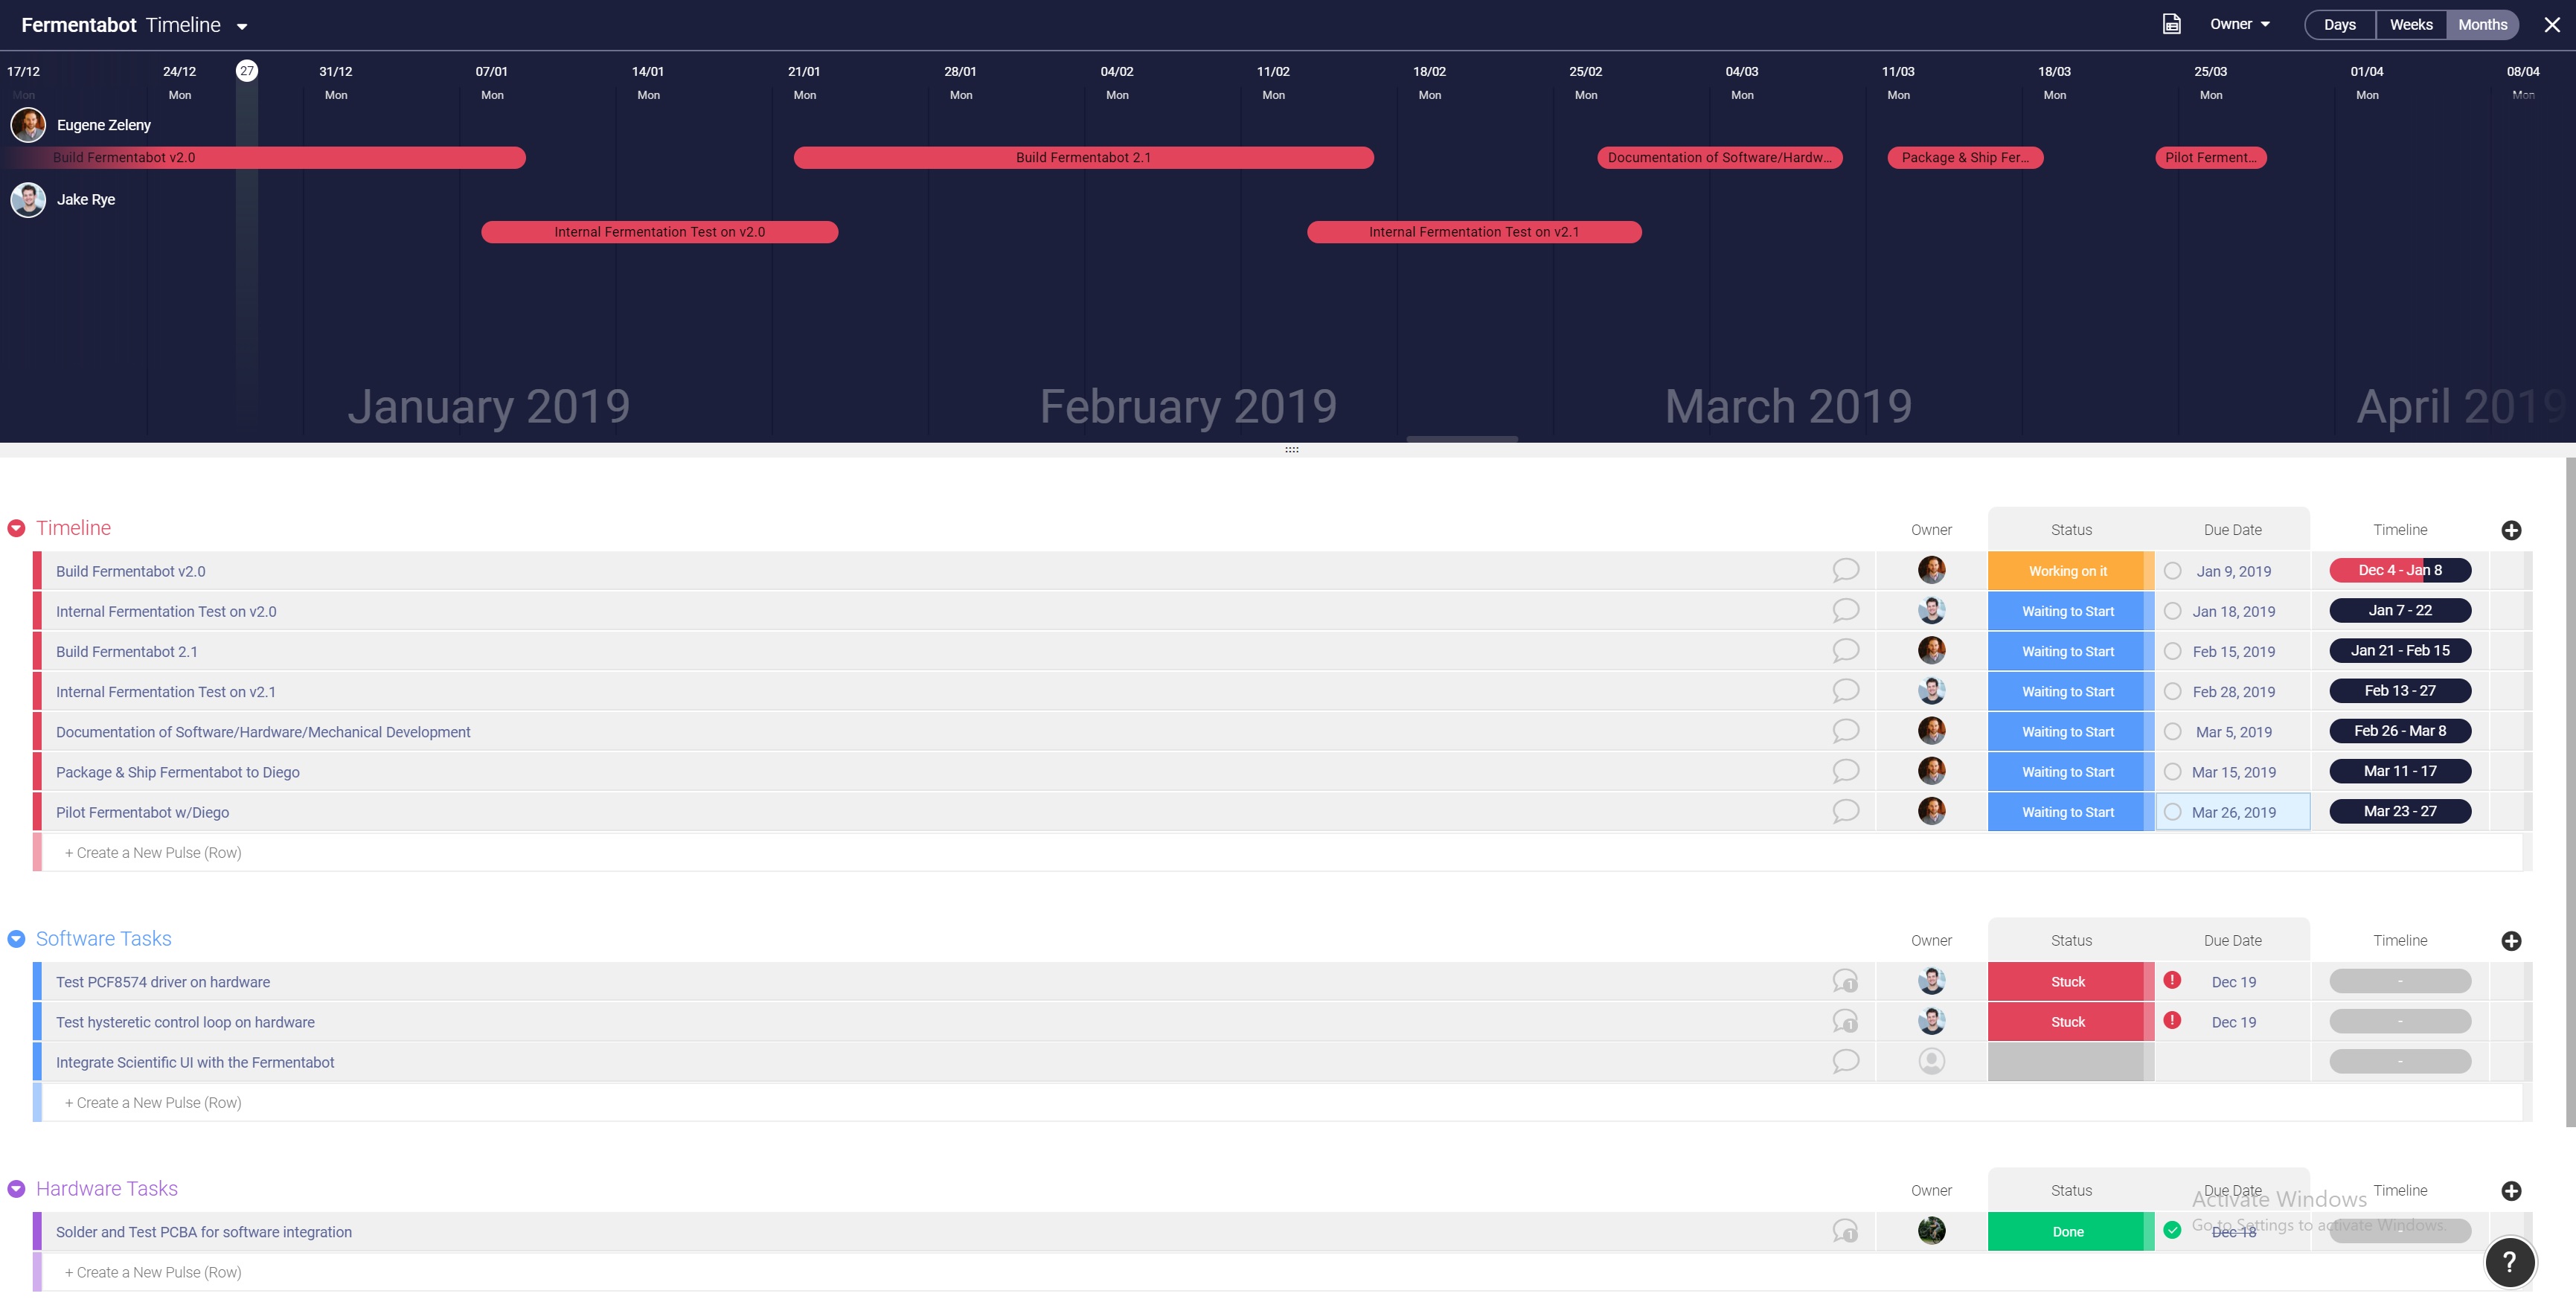 Fermentabot Timeline
Owner Days Weeks Months
17/12 24/12 27 31/12 07/01 14/01 21/01 28/01 04/02 11/02 18/02 25/02 04/03 11/03 18/03 25/03 01/04 08/04
Mon Mon Mon Mon Mon Mon Mon Mon Mon Mon Mon Mon Mon Mon Mon Mon Mon
Eugene Zeleny
Build Fermentabot v2.0 Build Fermentabot 2.1 Documentation of Software/Hardw... Package & Ship Fer... Pilot Ferment...
Jake Rye
Internal Fermentation Test on v2.0 Internal Fermentation Test on v2.1
January 2019 February 2019 March 2019 April 2019
Timeline Owner Status Due Date Timeline
Build Fermentabot v2.0 Working on it Jan 9, 2019 Dec 4 - Jan 8
Internal Fermentation Test on v2.0 Waiting to Start Jan 18, 2019 Jan 7 - 22
Build Fermentabot 2.1 Waiting to Start Feb 15, 2019 Jan 21 - Feb 15
Internal Fermentation Test on v2.1 Waiting to Start Feb 28, 2019 Feb 13 - 27
Documentation of Software/Hardware/Mechanical Development Waiting to Start Mar 5, 2019 Feb 26 - Mar 8
Package & Ship Fermentabot to Diego Waiting to Start Mar 15, 2019 Mar 11 - 17
Pilot Fermentabot w/Diego Waiting to Start Mar 26, 2019 Mar 23 - 27
+ Create a New Pulse (Row)
Software Tasks Owner Status Due Date Timeline
Test PCF8574 driver on hardware 1 Stuck ! Dec 19 -
Test hysteretic control loop on hardware 1 Stuck ! Dec 19 -
Integrate Scientific UI with the Fermentabot -
+ Create a New Pulse (Row)
Hardware Tasks Owner Status Due Date Timeline
Activate Windows
Go to Settings to activate Windows.
Solder and Test PCBA for software integration 1 Done Dec 18 -
+ Create a New Pulse (Row)
?